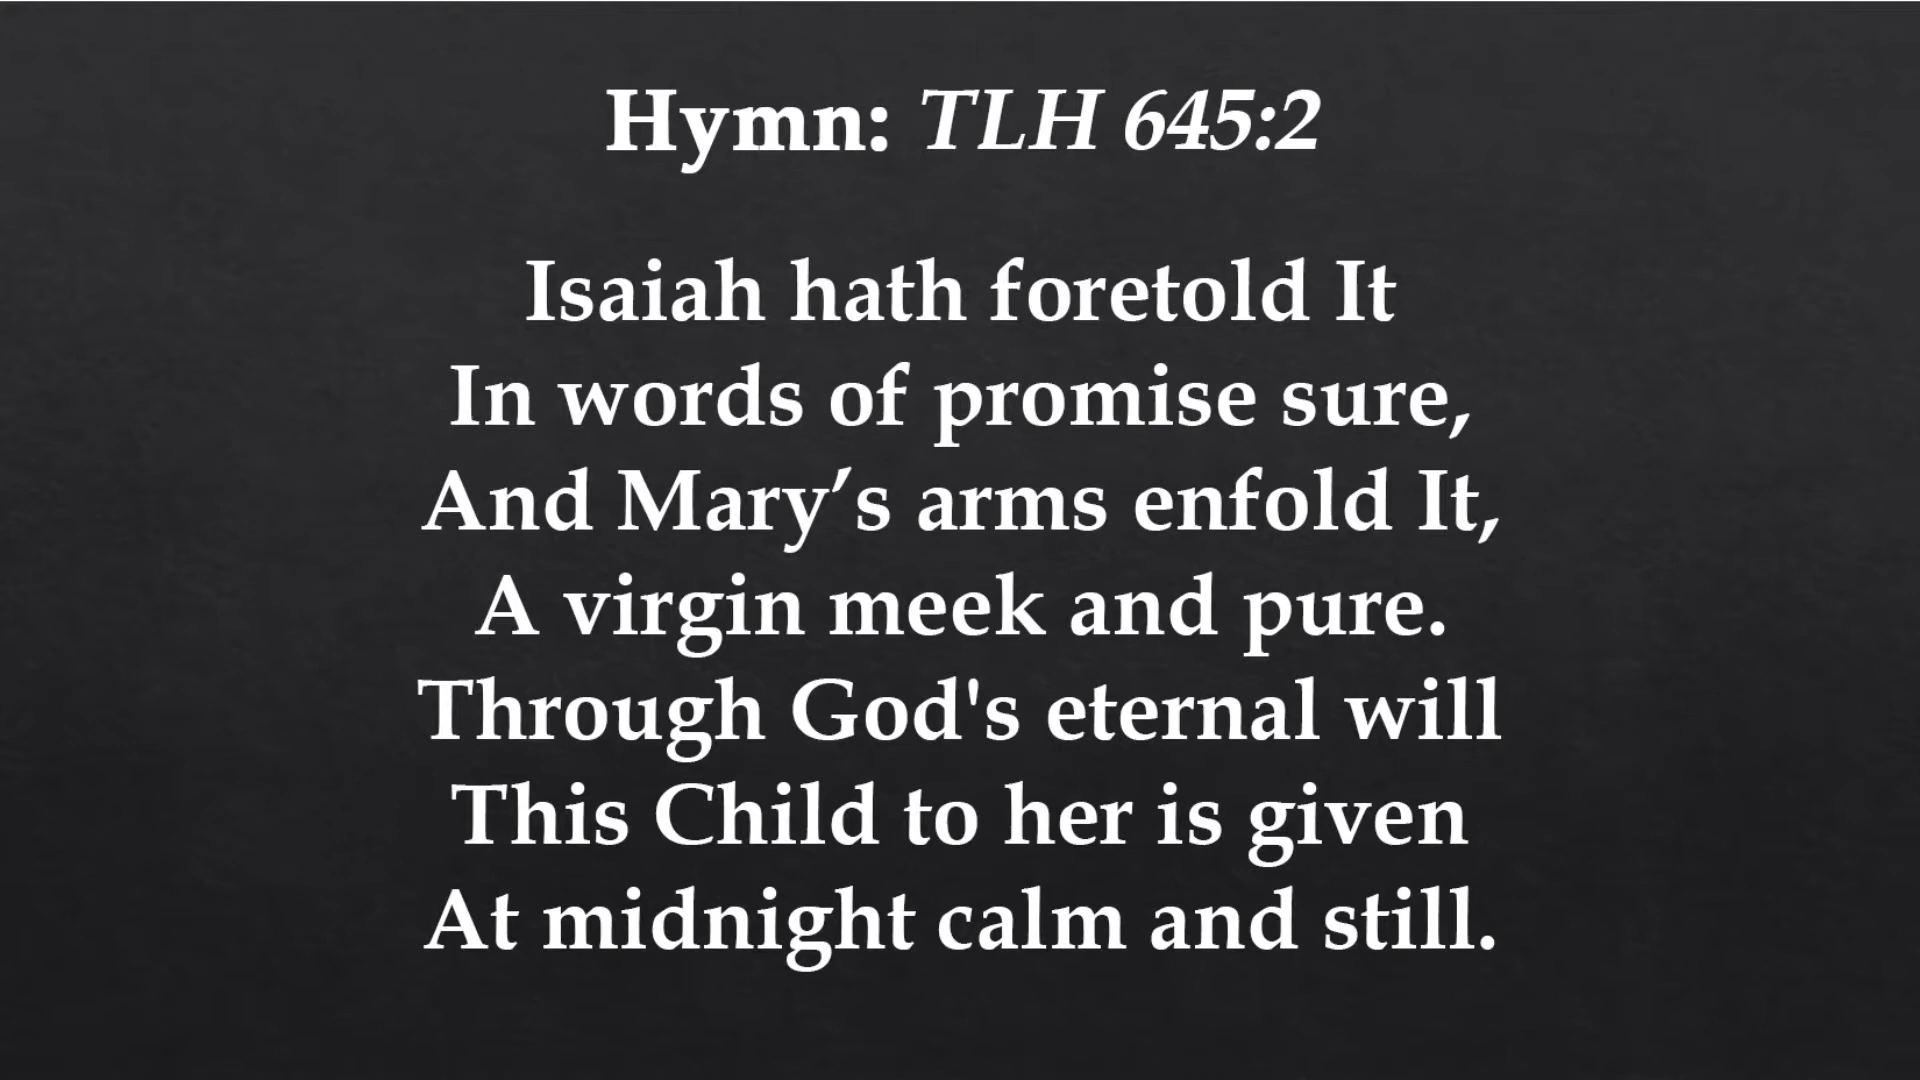 Hymn: TLH 645:2
Isaiah hath foretold It
In words of promise sure,
And Mary’s arms enfold It,
A virgin meek and pure.
Through God's eternal will
This Child to her is given
At midnight calm and still.